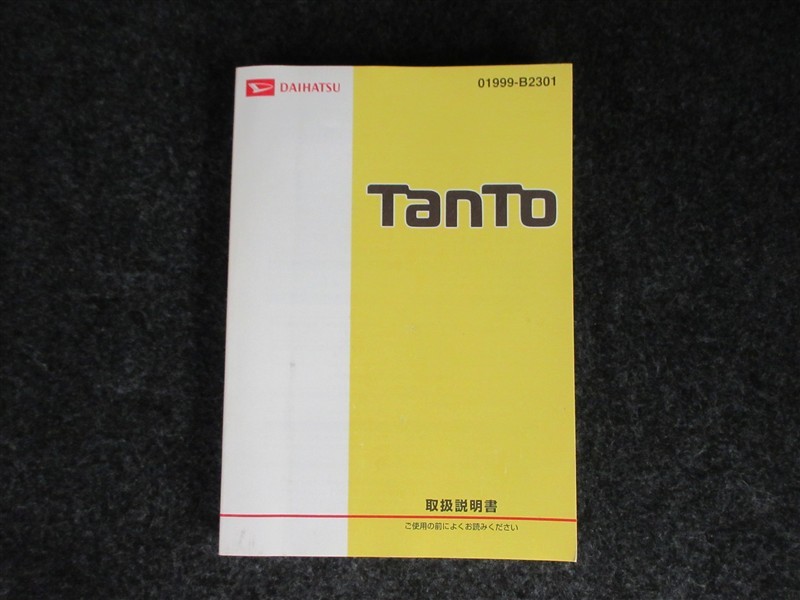 DAIHATSU
01999-B2301
TanTo
取扱説明書
ご使用の前によくお読みください